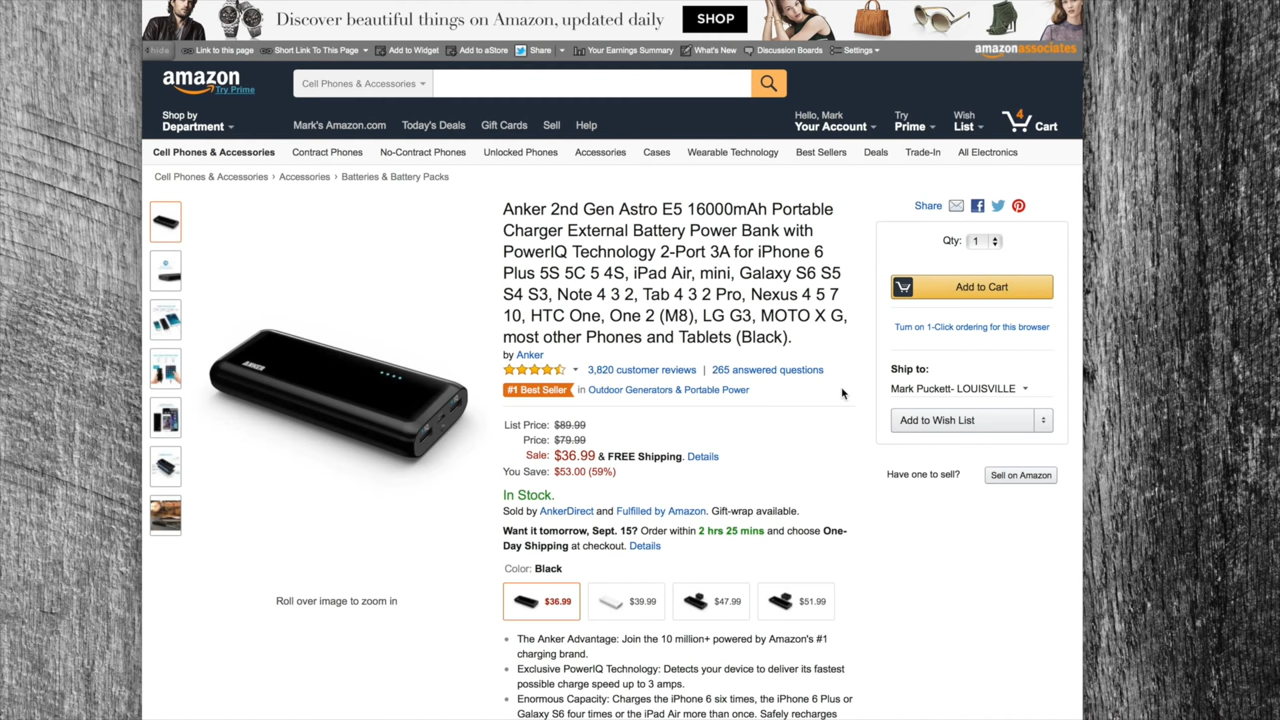 Discover beautiful things on Amazon, updated daily
SHOP
hide Link to this page Short Link To This Page Add to Widget Add to aStore Share Your Earnings Summary What's New Discussion Boards Settings amazonassociates
amazon
Try Prime
Cell Phones & Accessories
Shop by
Department
Mark's Amazon.com Today's Deals Gift Cards Sell Help
Hello, Mark
Your Account
Try
Prime
Wish
List
4
Cart
Cell Phones & Accessories Contract Phones No-Contract Phones Unlocked Phones Accessories Cases Wearable Technology Best Sellers Deals Trade-In All Electronics
Cell Phones & Accessories › Accessories › Batteries & Battery Packs
ANKER
Roll over image to zoom in
Anker 2nd Gen Astro E5 16000mAh Portable
Charger External Battery Power Bank with
PowerIQ Technology 2-Port 3A for iPhone 6
Plus 5S 5C 5 4S, iPad Air, mini, Galaxy S6 S5
S4 S3, Note 4 3 2, Tab 4 3 2 Pro, Nexus 4 5 7
10, HTC One, One 2 (M8), LG G3, MOTO X G,
most other Phones and Tablets (Black).
by Anker
3,820 customer reviews | 265 answered questions
#1 Best Seller in Outdoor Generators & Portable Power
List Price: $89.99
Price: $79.99
Sale: $36.99 & FREE Shipping. Details
You Save: $53.00 (59%)
In Stock.
Sold by AnkerDirect and Fulfilled by Amazon. Gift-wrap available.
Want it tomorrow, Sept. 15? Order within 2 hrs 25 mins and choose One-
Day Shipping at checkout. Details
Color: Black
$36.99 $39.99 $47.99 $51.99
• The Anker Advantage: Join the 10 million+ powered by Amazon's #1
charging brand.
• Exclusive PowerIQ Technology: Detects your device to deliver its fastest
possible charge speed up to 3 amps.
• Enormous Capacity: Charges the iPhone 6 six times, the iPhone 6 Plus or
Galaxy S6 four times or the iPad Air more than once. Safely recharges
Share
Qty: 1
Add to Cart
Turn on 1-Click ordering for this browser
Ship to:
Mark Puckett- LOUISVILLE
Add to Wish List
Have one to sell? Sell on Amazon